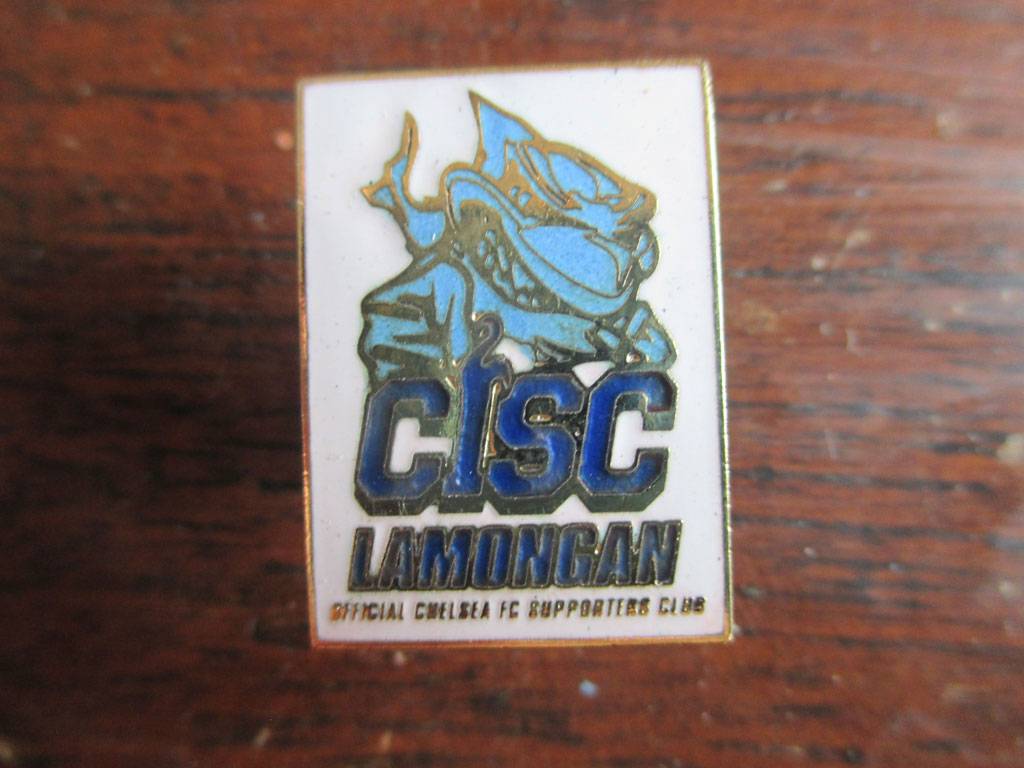 CISC
LAMONGAN
OFFICIAL CHELSEA FC SUPPORTERS CLUB